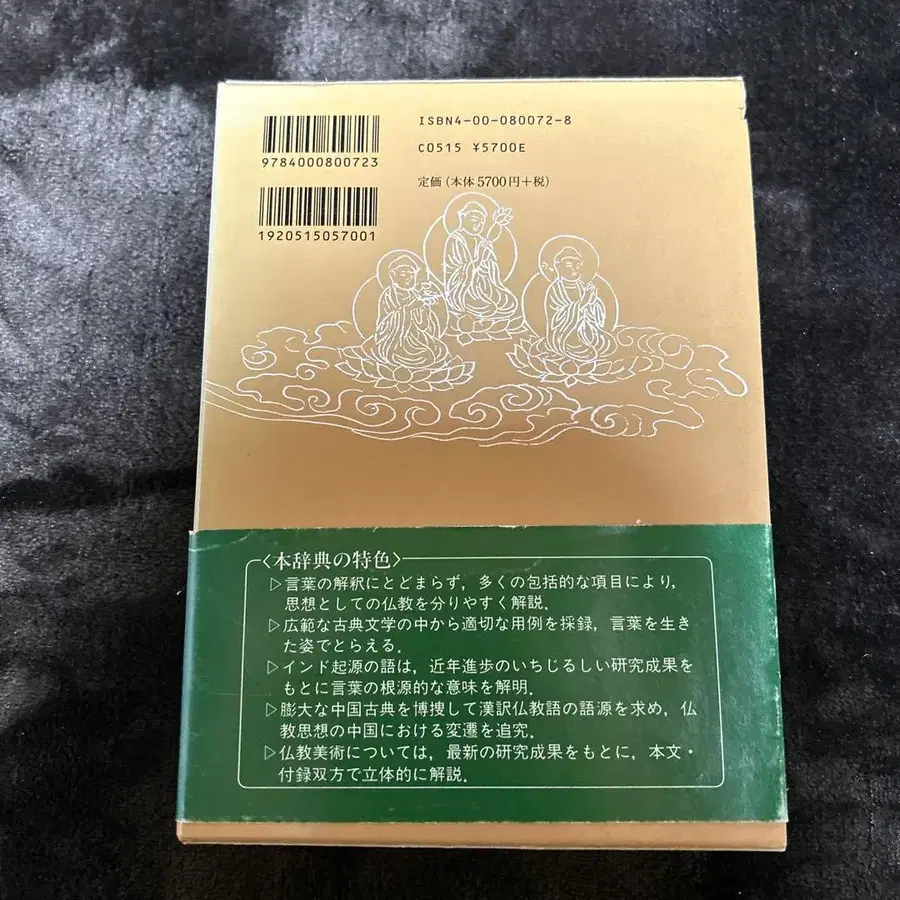 ISBN4-00-080072-8
C0515 ¥5700E
定価(本体5700円+税)
9784000800723
1920515057001
〈本辞典の特色〉
▷言葉の解釈にとどまらず，多くの包括的な項目により，
思想としての仏教を分りやすく解説．
▷広範な古典文学の中から適切な用例を採録，言葉を生き
た姿でとらえる．
▷インド起源の語は，近年進歩のいちじるしい研究成果を
もとに言葉の根源的な意味を解明．
▷膨大な中国古典を博捜して漢訳仏教語の語源を求め，仏
教思想の中国における変遷を追究．
▷仏教美術については，最新の研究成果をもとに，本文・
付録双方で立体的に解説．